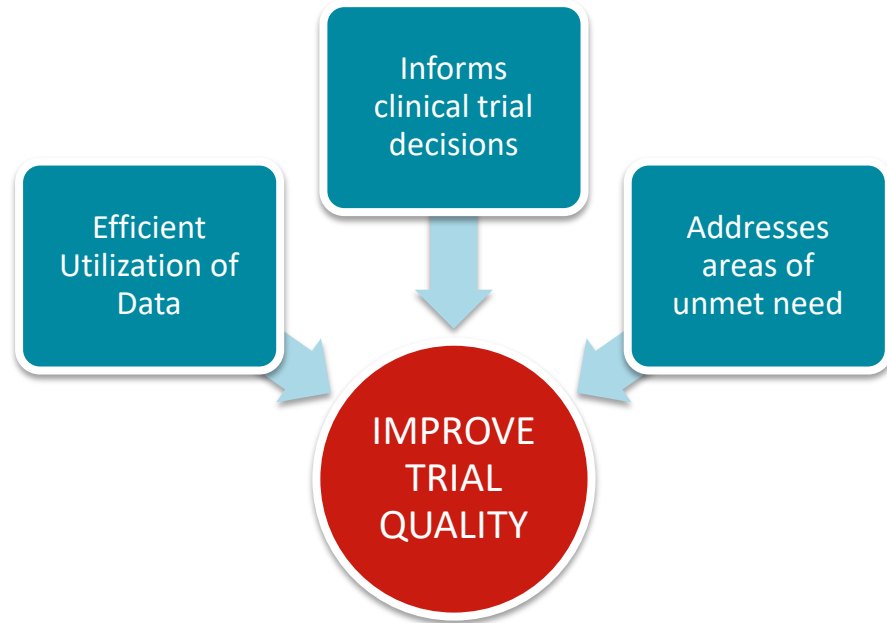 Informs
clinical trial
decisions
Efficient
Utilization of
Data
Addresses
areas of
unmet need
IMPROVE
TRIAL
QUALITY